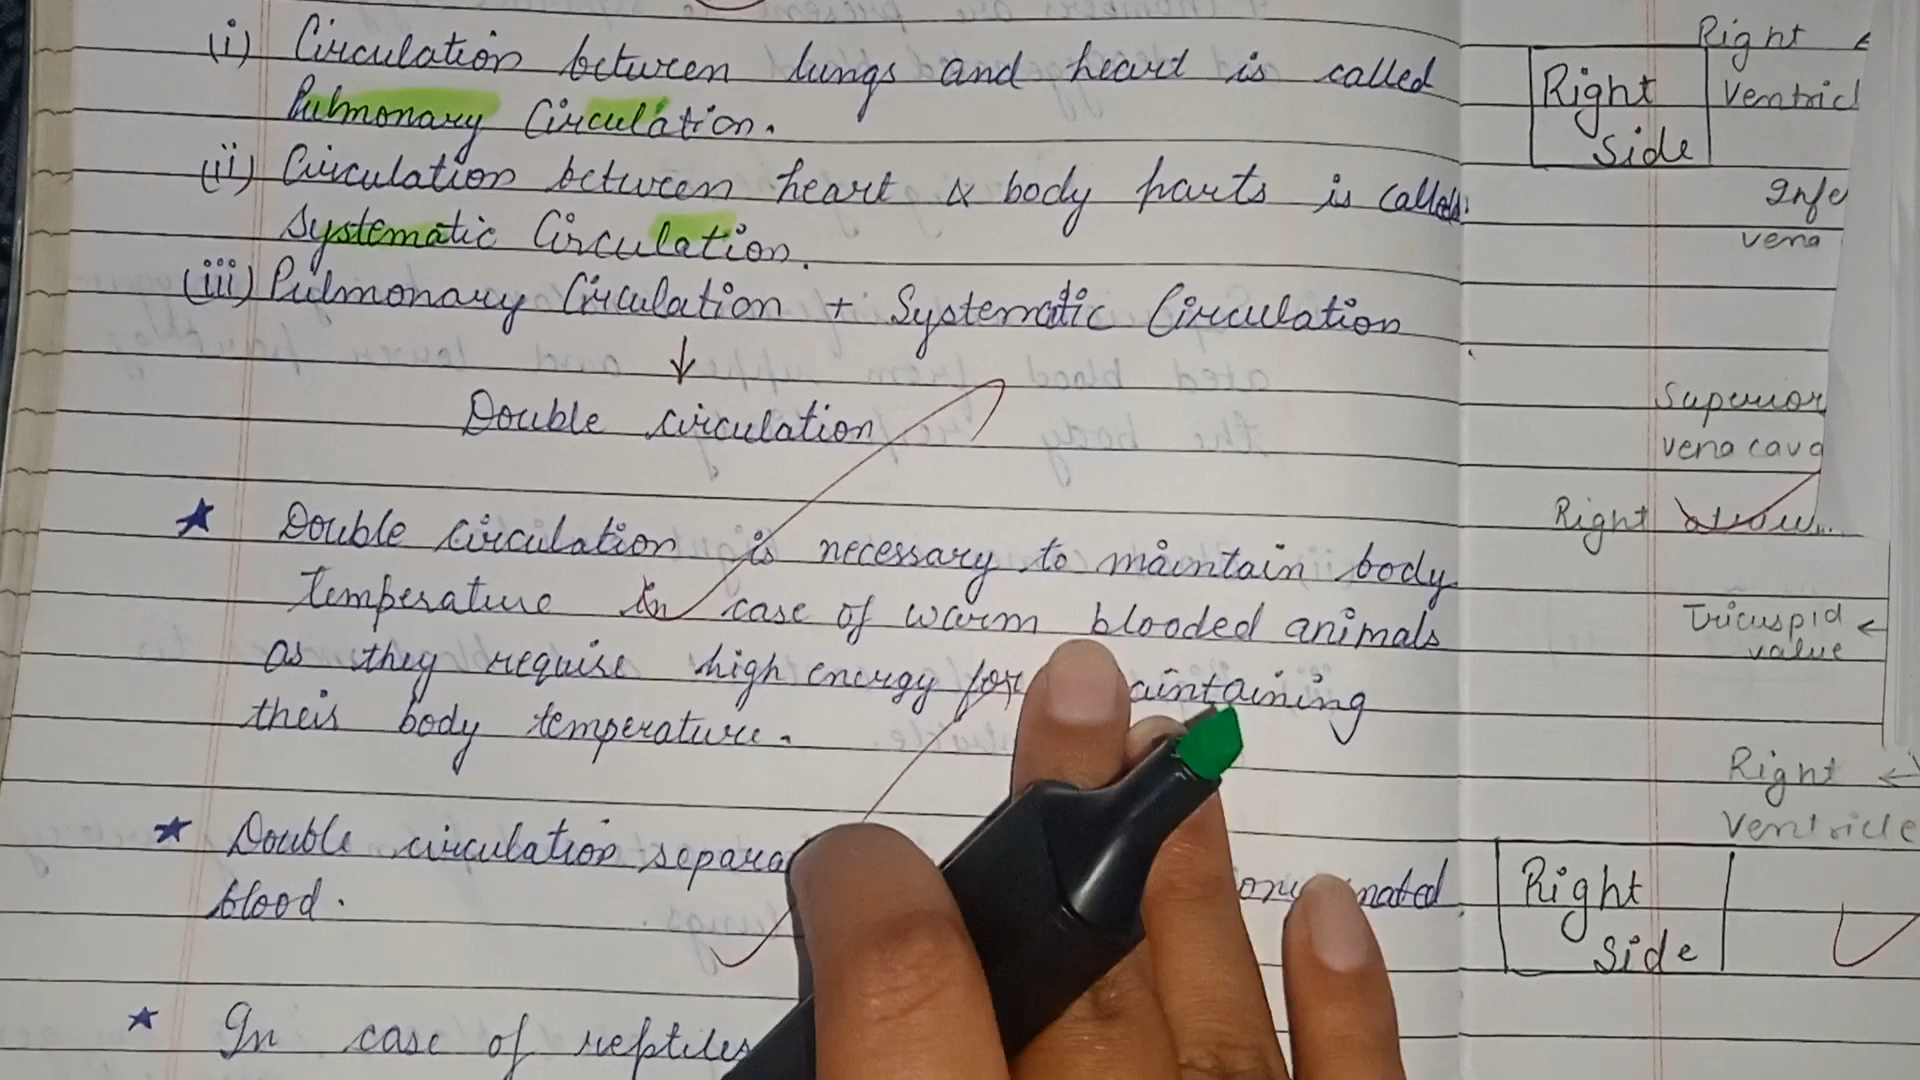 (i) Circulation between lungs and heart is called
Pulmonary Circulation.
(ii) Circulation between heart & body parts is called
Systematic Circulation.
(iii) Pulmonary Circulation + Systematic Circulation
↓
Double circulation
★ Double circulation is necessary to maintain body
temperature in case of warm blooded animals
as they require high energy for aintaining
their body temperature.
★ Double circulation separa
blood.
★ In case of reptiles
Right
Right Side
Ventricl
Infe
vena
Superior
vena cava
Right
Tricuspid ←
value
Right ←
Ventricle
Right
Side